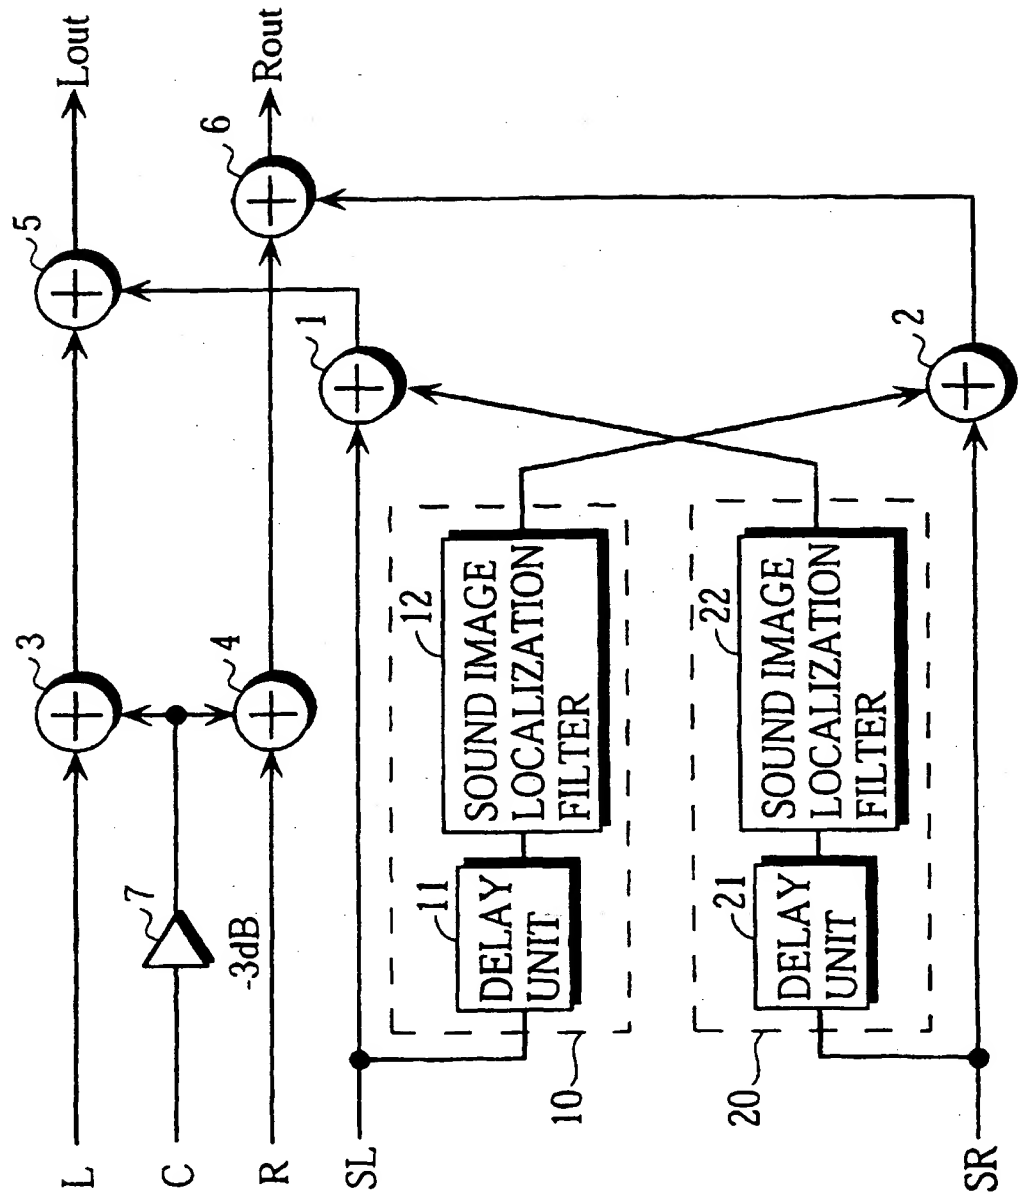 Lout
Rout
5
6
3
4
7
-3dB
L
C
R
SL
SR
1
2
10
11
DELAY
UNIT
12
SOUND IMAGE
LOCALIZATION
FILTER
20
21
DELAY
UNIT
22
SOUND IMAGE
LOCALIZATION
FILTER